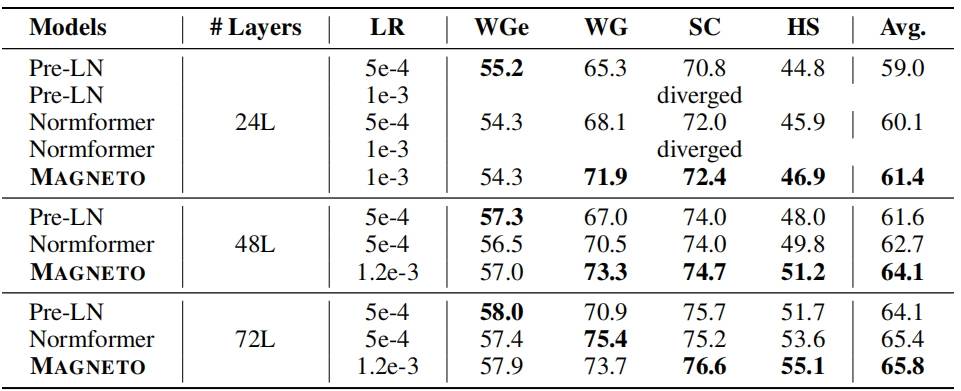 Models # Layers LR WGe WG SC HS Avg.
Pre-LN 5e-4 55.2 65.3 70.8 44.8 59.0
Pre-LN 1e-3 diverged
Normformer 24L 5e-4 54.3 68.1 72.0 45.9 60.1
Normformer 1e-3 diverged
MAGNETO 1e-3 54.3 71.9 72.4 46.9 61.4
Pre-LN 5e-4 57.3 67.0 74.0 48.0 61.6
Normformer 48L 5e-4 56.5 70.5 74.0 49.8 62.7
MAGNETO 1.2e-3 57.0 73.3 74.7 51.2 64.1
Pre-LN 5e-4 58.0 70.9 75.7 51.7 64.1
Normformer 72L 5e-4 57.4 75.4 75.2 53.6 65.4
MAGNETO 1.2e-3 57.9 73.7 76.6 55.1 65.8